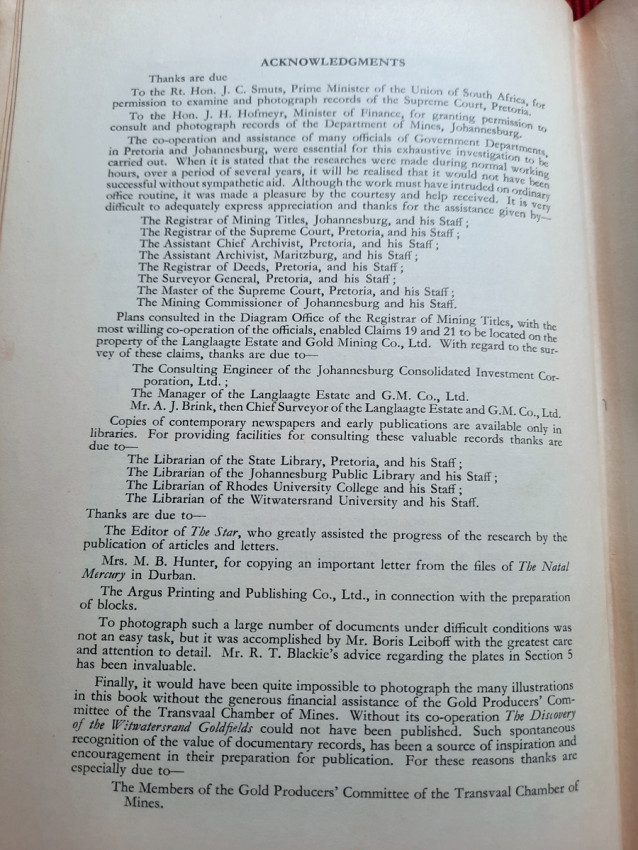 ACKNOWLEDGMENTS
Thanks are due
To the Rt. Hon. J. C. Smuts, Prime Minister of the Union of South Africa, for
permission to examine and photograph records of the Supreme Court, Pretoria.
To the Hon. J. H. Hofmeyr, Minister of Finance, for granting permission to
consult and photograph records of the Department of Mines, Johannesburg.
The co-operation and assistance of many officials of Government Departments,
in Pretoria and Johannesburg, were essential for this exhaustive investigation to be
carried out. When it is stated that the researches were made during normal working
hours, over a period of several years, it will be realised that it would not have been
successful without sympathetic aid. Although the work must have intruded on ordinary
office routine, it was made a pleasure by the courtesy and help received. It is very
difficult to adequately express appreciation and thanks for the assistance given by—
The Registrar of Mining Titles, Johannesburg, and his Staff ;
The Registrar of the Supreme Court, Pretoria, and his Staff ;
The Assistant Chief Archivist, Pretoria, and his Staff ;
The Assistant Archivist, Maritzburg, and his Staff ;
The Registrar of Deeds, Pretoria, and his Staff ;
The Surveyor General, Pretoria, and his Staff ;
The Master of the Supreme Court, Pretoria, and his Staff ;
The Mining Commissioner of Johannesburg and his Staff.
Plans consulted in the Diagram Office of the Registrar of Mining Titles, with the
most willing co-operation of the officials, enabled Claims 19 and 21 to be located on the
property of the Langlaagte Estate and Gold Mining Co., Ltd. With regard to the sur-
vey of these claims, thanks are due to—
The Consulting Engineer of the Johannesburg Consolidated Investment Cor-
poration, Ltd. ;
The Manager of the Langlaagte Estate and G.M. Co., Ltd.
Mr. A. J. Brink, then Chief Surveyor of the Langlaagte Estate and G.M. Co., Ltd.
Copies of contemporary newspapers and early publications are available only in
libraries. For providing facilities for consulting these valuable records thanks are
due to—
The Librarian of the State Library, Pretoria, and his Staff ;
The Librarian of the Johannesburg Public Library and his Staff ;
The Librarian of Rhodes University College and his Staff ;
The Librarian of the Witwatersrand University and his Staff.
Thanks are due to—
The Editor of The Star, who greatly assisted the progress of the research by the
publication of articles and letters.
Mrs. M. B. Hunter, for copying an important letter from the files of The Natal
Mercury in Durban.
The Argus Printing and Publishing Co., Ltd., in connection with the preparation
of blocks.
To photograph such a large number of documents under difficult conditions was
not an easy task, but it was accomplished by Mr. Boris Leiboff with the greatest care
and attention to detail. Mr. R. T. Blackie's advice regarding the plates in Section 5
has been invaluable.
Finally, it would have been quite impossible to photograph the many illustrations
in this book without the generous financial assistance of the Gold Producers' Com-
mittee of the Transvaal Chamber of Mines. Without its co-operation The Discovery
of the Witwatersrand Goldfields could not have been published. Such spontaneous
recognition of the value of documentary records, has been a source of inspiration and
encouragement in their preparation for publication. For these reasons thanks are
especially due to—
The Members of the Gold Producers' Committee of the Transvaal Chamber of
Mines.